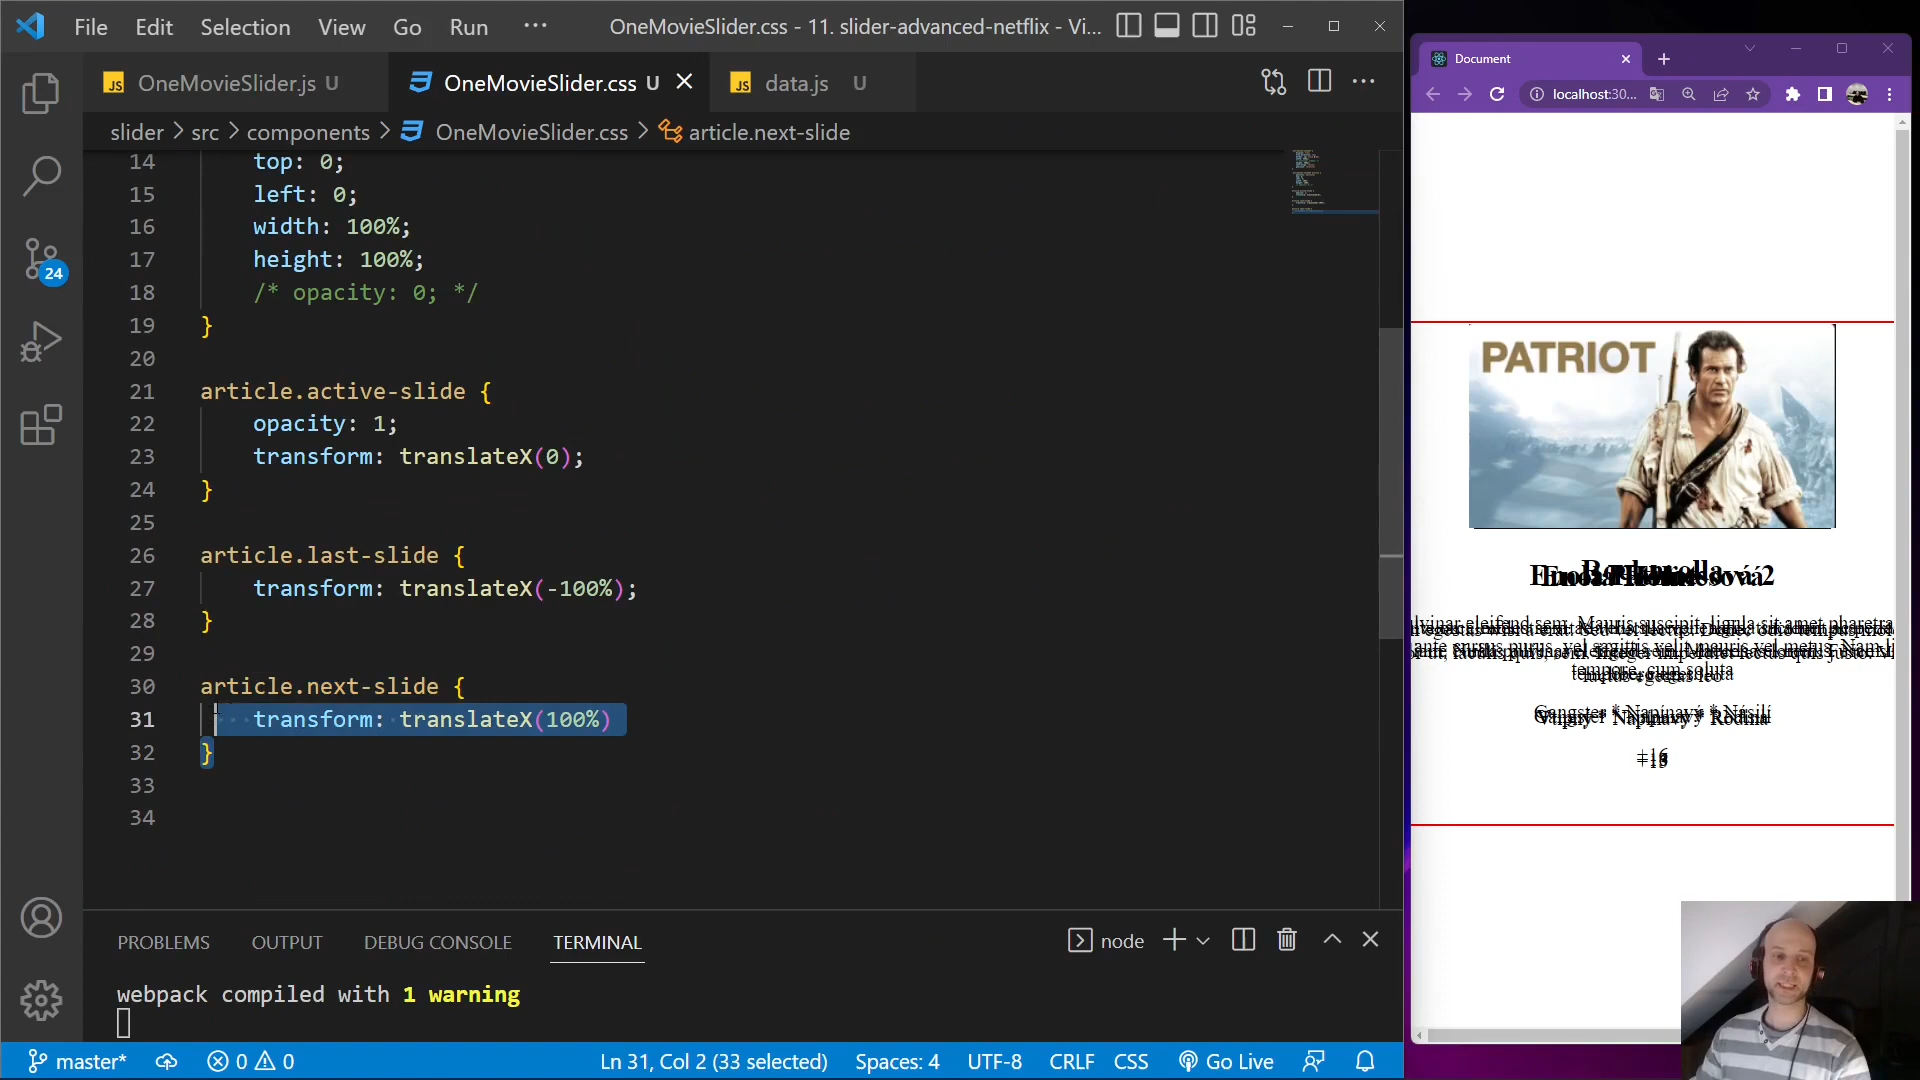 File Edit Selection View Go Run ··· OneMovieSlider.css - 11. slider-advanced-netflix - Vi...
OneMovieSlider.js U OneMovieSlider.css U data.js U
slider > src > components > OneMovieSlider.css > article.next-slide
14 top: 0;
15 left: 0;
16 width: 100%;
17 height: 100%;
18 /* opacity: 0; */
19 }
20
21 article.active-slide {
22 opacity: 1;
23 transform: translateX(0);
24 }
25
26 article.last-slide {
27 transform: translateX(-100%);
28 }
29
30 article.next-slide {
31 transform: translateX(100%)
32 }
33
34
PROBLEMS OUTPUT DEBUG CONSOLE TERMINAL node
webpack compiled with 1 warning
24
master* 0 0 Ln 31, Col 2 (33 selected) Spaces: 4 UTF-8 CRLF CSS Go Live
Document
localhost:30...
PATRIOT